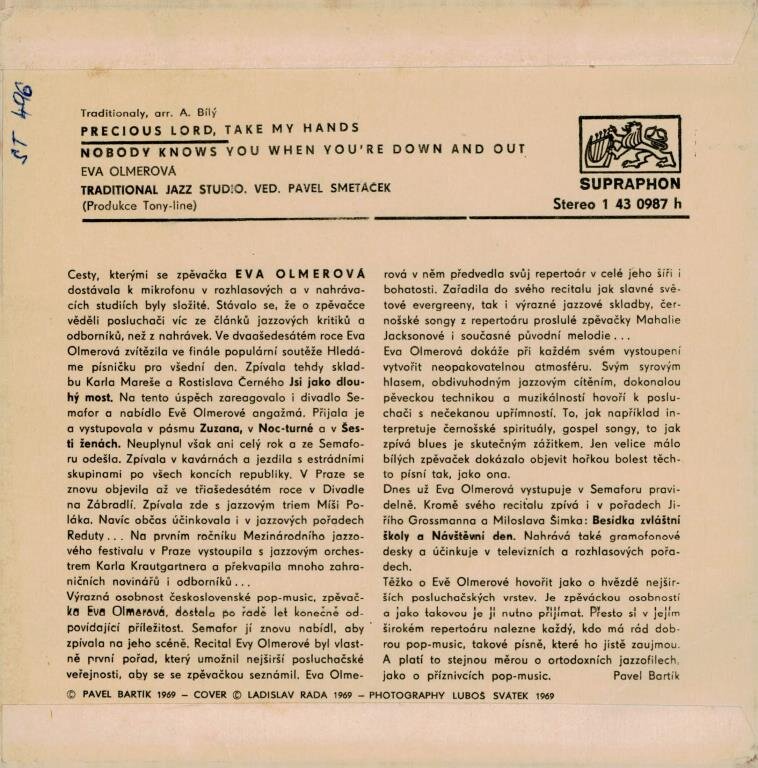 ST 496
Traditionaly, arr. A. Bílý
PRECIOUS LORD, TAKE MY HANDS
NOBODY KNOWS YOU WHEN YOU'RE DOWN AND OUT
EVA OLMEROVÁ
TRADITIONAL JAZZ STUDIO. VED. PAVEL SMETÁČEK
(Produkce Tony-line)
SUPRAPHON
Stereo 1 43 0987 h
Cesty, kterými se zpěvačka EVA OLMEROVÁ
dostávala k mikrofonu v rozhlasových a v nahráva-
cích studiích byly složité. Stávalo se, že o zpěvačce
věděli posluchači víc ze článků jazzových kritiků a
odborníků, než z nahrávek. Ve dvaašedesátém roce Eva
Olmerová zvítězila ve finále populární soutěže Hledá-
me písničku pro všední den. Zpívala tehdy sklad-
bu Karla Mareše a Rostislava Černého Jsi jako dlou-
hý most. Na tento úspěch zareagovalo i divadlo Se-
mafor a nabídlo Evě Olmerové angažmá. Přijala je
a vystupovala v pásmu Zuzana, v Noc-turné a v Šes-
ti ženách. Neuplynul však ani celý rok a ze Semafo-
ru odešla. Zpívala v kavárnách a jezdila s estrádními
skupinami po všech koncích republiky. V Praze se
znovu objevila až ve třiašedesátém roce v Divadle
na Zábradlí. Zpívala zde s jazzovým triem Míši Po-
láka. Navíc občas účinkovala i v jazzových pořadech
Reduty... Na prvním ročníku Mezinárodního jazzo-
vého festivalu v Praze vystoupila s jazzovým orches-
trem Karla Krautgartnera a překvapila mnoho zahra-
ničních novinářů i odborníků...
Výrazná osobnost československé pop-music, zpěvač-
ka Eva Olmerová, dostala po řadě let konečně od-
povídající příležitost. Semafor jí znovu nabídl, aby
zpívala na jeho scéně. Recitál Evy Olmerové byl vlast-
ně první pořad, který umožnil nejširší posluchačské
veřejnosti, aby se se zpěvačkou seznámil. Eva Olme-
rová v něm předvedla svůj repertoár v celé jeho šíři i
bohatosti. Zařadila do svého recitalu jak slavné svě-
tové evergreeny, tak i výrazné jazzové skladby, čer-
nošské songy z repertoáru proslulé zpěvačky Mahalie
Jacksonové i současné původní melodie...
Eva Olmerová dokáže při každém svém vystoupení
vytvořit neopakovatelnou atmosféru. Svým syrovým
hlasem, obdivuhodným jazzovým cítěním, dokonalou
pěveckou technikou a muzikálností hovoří k poslu-
chači s nečekanou upřímností. To, jak například in-
terpretuje černošské spirituály, gospel songy, to jak
zpívá blues je skutečným zážitkem. Jen velice málo
bílých zpěvaček dokázalo objevit hořkou bolest těch-
to písní tak, jako ona.
Dnes už Eva Olmerová vystupuje v Semaforu pravi-
delně. Kromě svého recitalu zpívá i v pořadech Ji-
řího Grossmanna a Miloslava Šimka: Besídka zvláštní
školy a Návštěvní den. Nahrává také gramofonové
desky a účinkuje v televizních a rozhlasových pořa-
dech.
Těžko o Evě Olmerové hovořit jako o hvězdě nejšir-
ších posluchačských vrstev. Je zpěváckou osobností
a jako takovou je jí nutno přijímat. Přesto si v jejím
širokém repertoáru nalezne každý, kdo má rád dob-
rou pop-music, takové písně, které ho jistě zaujmou.
A platí to stejnou měrou o ortodoxních jazzofilech,
jako o příznivcích pop-music. Pavel Bartík
© PAVEL BARTÍK 1969 – COVER © LADISLAV RADA 1969 – PHOTOGRAPHY LUBOŠ SVÁTEK 1969